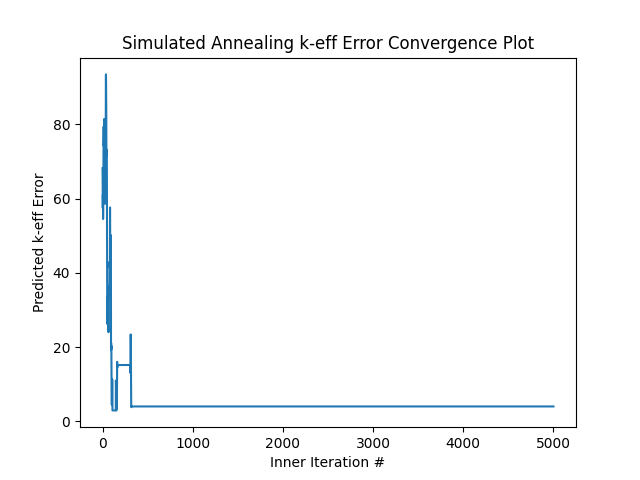 Simulated Annealing k-eff Error Convergence Plot
Predicted k-eff Error
80
60
40
20
0
0 1000 2000 3000 4000 5000
Inner Iteration #